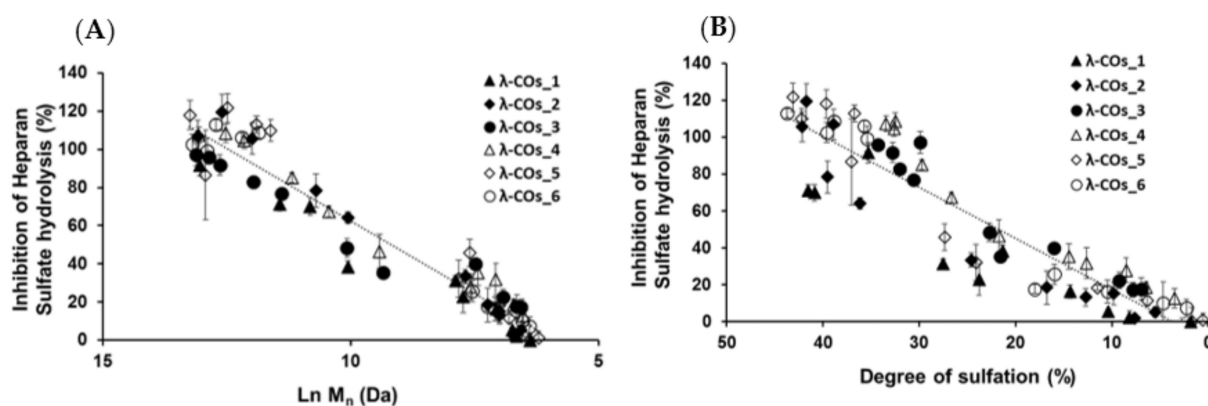 (A)
Inhibition of Heparan
Sulfate hydrolysis (%)
140
120
100
80
60
40
20
0
15
10
5
Ln Mn (Da)
λ-COs_1
λ-COs_2
λ-COs_3
λ-COs_4
λ-COs_5
λ-COs_6
(B)
Inhibition of Heparan
Sulfate hydrolysis (%)
140
120
100
80
60
40
20
0
50
40
30
20
10
0
Degree of sulfation (%)
λ-COs_1
λ-COs_2
λ-COs_3
λ-COs_4
λ-COs_5
λ-COs_6